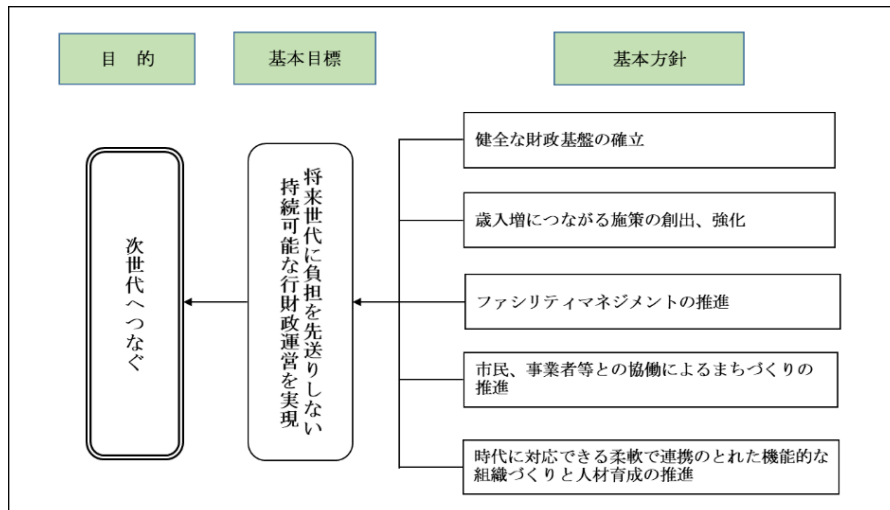 目 的
基本目標
基本方針
次世代へつなぐ
将来世代に負担を先送りしない
持続可能な行財政運営を実現
健全な財政基盤の確立
歳入増につながる施策の創出、強化
ファシリティマネジメントの推進
市民、事業者等との協働によるまちづくりの
推進
時代に対応できる柔軟で連携のとれた機能的な
組織づくりと人材育成の推進